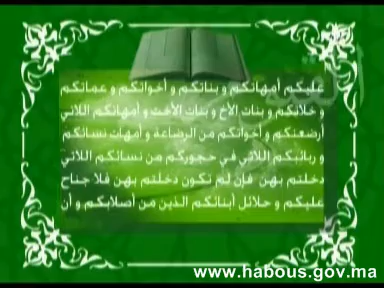 عليكم أمهاتكم و بناتكم و أخواتكم و عماتكم
و خلاتكم و بنات الأخ و بنات الأخت و أمهاتكم اللاتي
أرضعنكم و أخواتكم من الرضاعة و أمهات نسائكم
و ربائبكم اللاتي في حجوركم من نسائكم اللاتي
دخلتم بهن فإن لم تكون دخلتم بهن فلا جناح
عليكم و حلائل أبنائكم الذين من أصلابكم و أن
www.habous.gov.ma